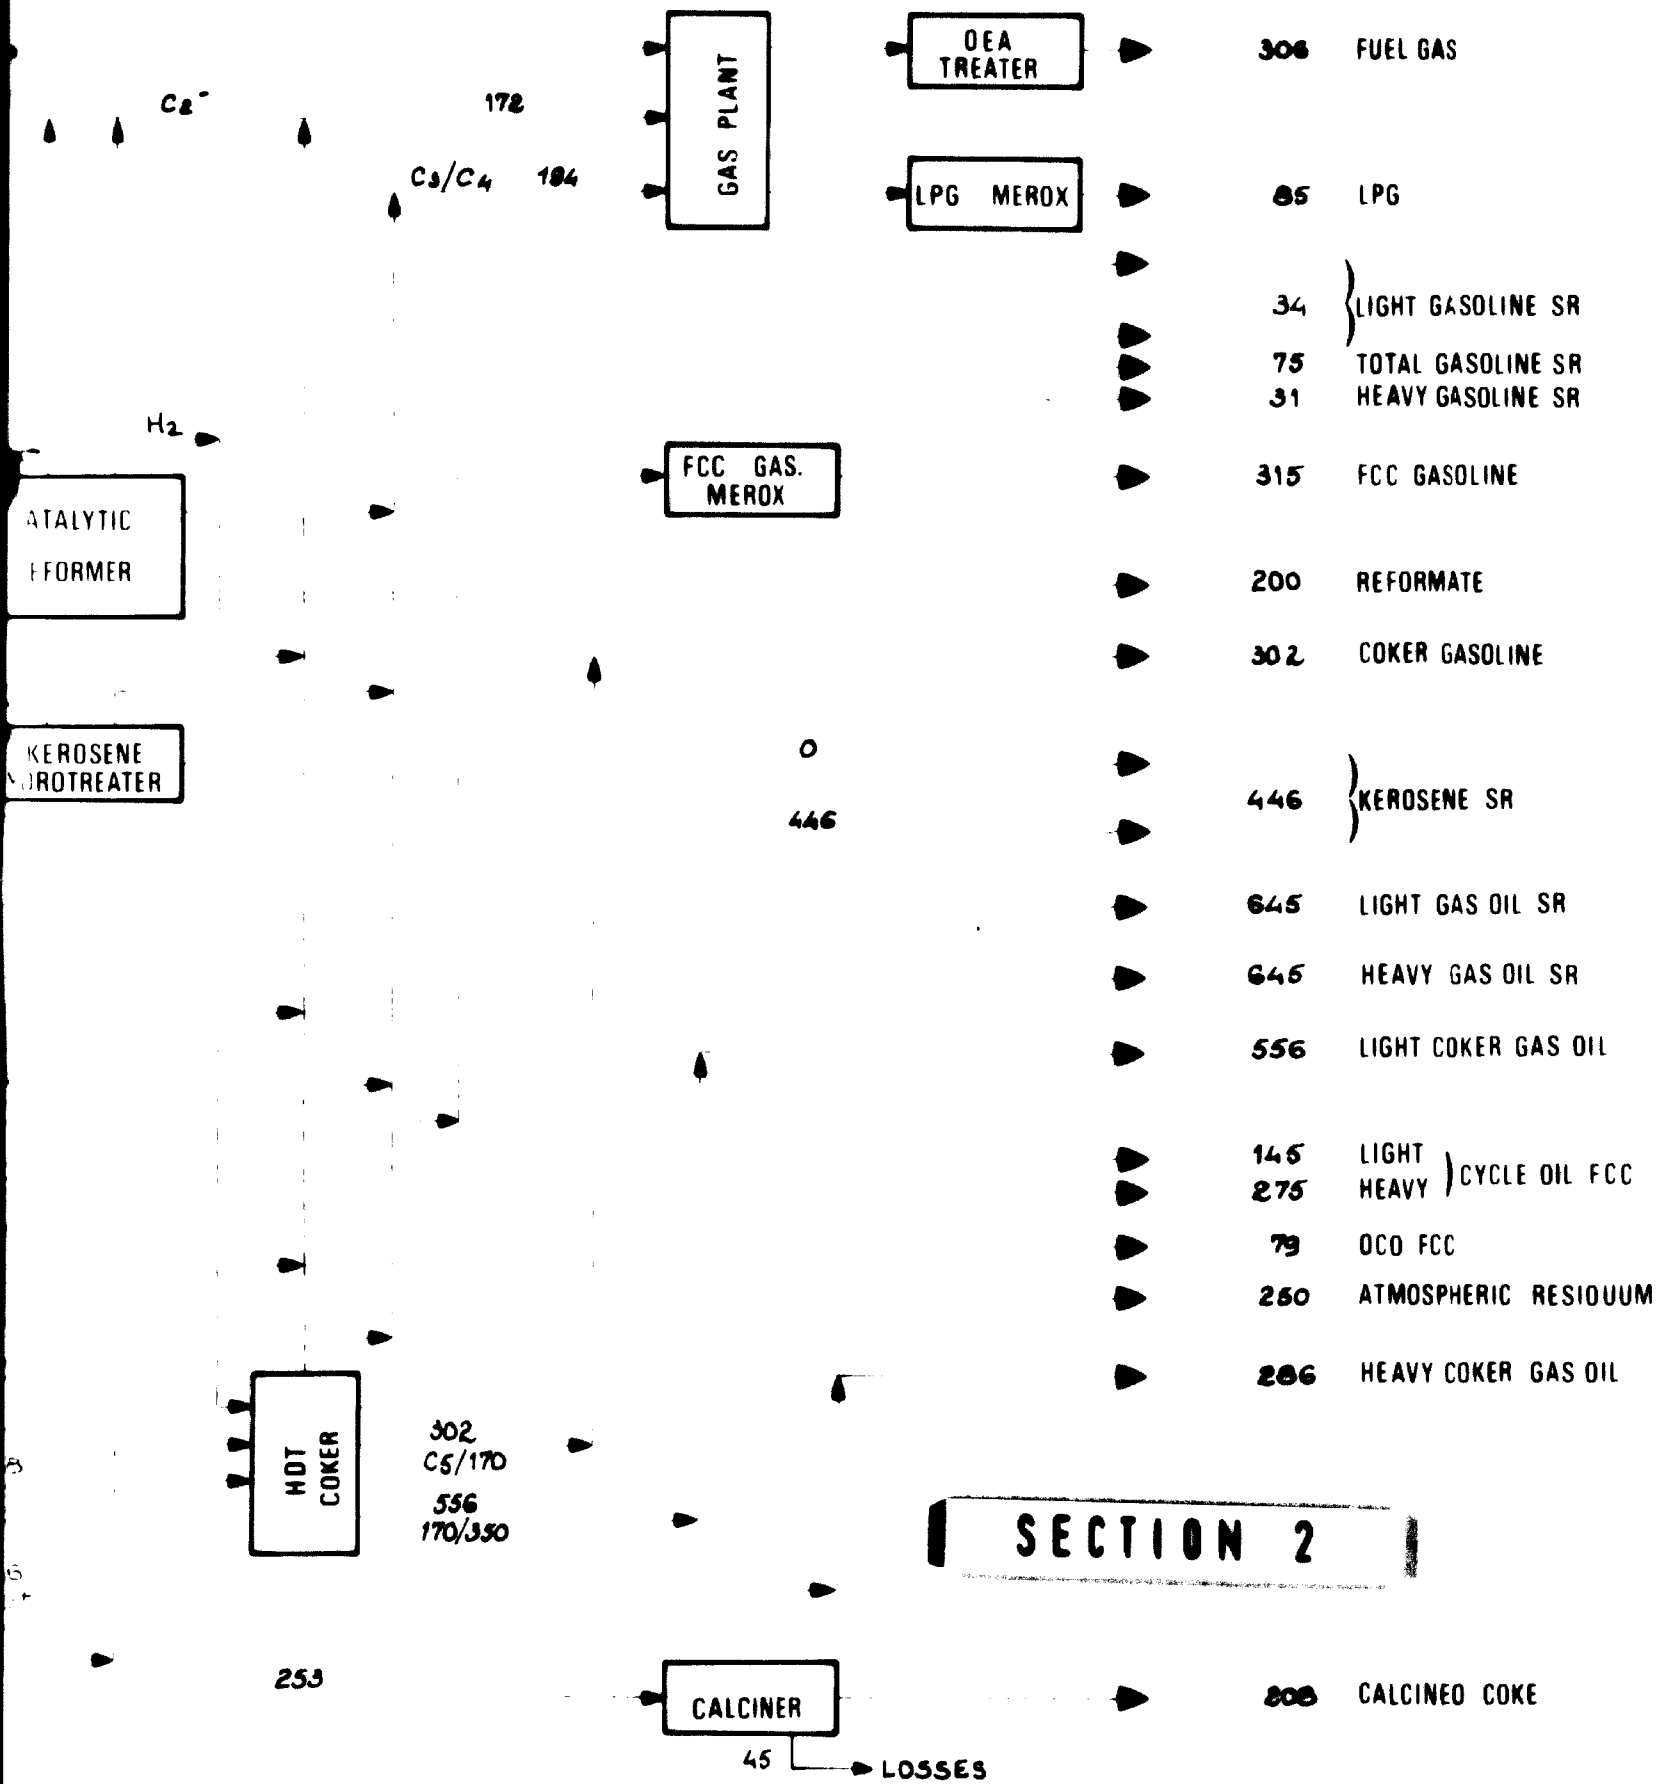 OEA
TREATER
306 FUEL GAS
C2- 172
GAS PLANT
C3/C4 184
LPG MEROX
85 LPG
34 LIGHT GASOLINE SR
75 TOTAL GASOLINE SR
31 HEAVY GASOLINE SR
H2
FCC GAS.
MEROX
315 FCC GASOLINE
ATALYTIC
FORMER
200 REFORMATE
302 COKER GASOLINE
KEROSENE
ROTREATER
0
446
446 KEROSENE SR
645 LIGHT GAS OIL SR
645 HEAVY GAS OIL SR
556 LIGHT COKER GAS OIL
145 LIGHT
275 HEAVY
CYCLE OIL FCC
79 OCO FCC
250 ATMOSPHERIC RESIOUUM
286 HEAVY COKER GAS OIL
HDT
COKER
302
C5/170
556
170/350
SECTION 2
253
CALCINER
208 CALCINEO COKE
45 LOSSES